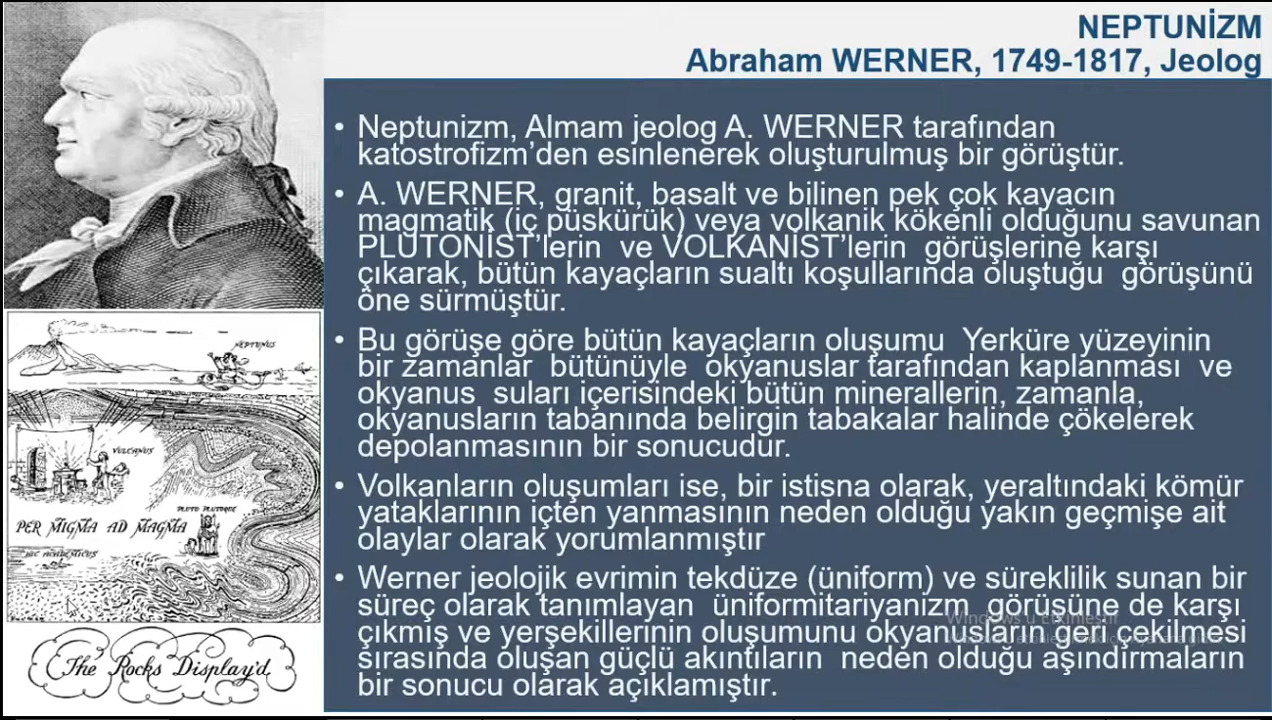 NEPTUNİZM
Abraham WERNER, 1749-1817, Jeolog
• Neptunizm, Almam jeolog A. WERNER tarafından
katostrofizm’den esinlenerek oluşturulmuş bir görüştür.
• A. WERNER, granit, basalt ve bilinen pek çok kayacın
magmatik (iç püskürük) veya volkanik kökenli olduğunu savunan
PLÜTONİST’lerin ve VOLKANİST’lerin görüşlerine karşı
çıkarak, bütün kayaçların sualtı koşullarında oluştuğu görüşünü
öne sürmüştür.
• Bu görüşe göre bütün kayaçların oluşumu Yerküre yüzeyinin
bir zamanlar bütünüyle okyanuslar tarafından kaplanması ve
okyanus suları içerisindeki bütün minerallerin, zamanla,
okyanusların tabanında belirgin tabakalar halinde çökelerek
depolanmasının bir sonucudur.
• Volkanların oluşumları ise, bir istisna olarak, yeraltındaki kömür
yataklarının içten yanmasının neden olduğu yakın geçmişe ait
olaylar olarak yorumlanmıştır
• Werner jeolojik evrimin tekdüze (üniform) ve süreklilik sunan bir
süreç olarak tanımlayan üniformitariyanizm görüşüne de karşı
çıkmış ve yerşekillerinin oluşumunu okyanusların geri çekilmesi
sırasında oluşan güçlü akıntıların neden olduğu aşındırmaların
bir sonucu olarak açıklamıştır.
Windows'u Etkinleştir
NEPTUNUS
VULCANUS
PLUTO
PER MIGMA AD MAGMA
The Rocks Display'd